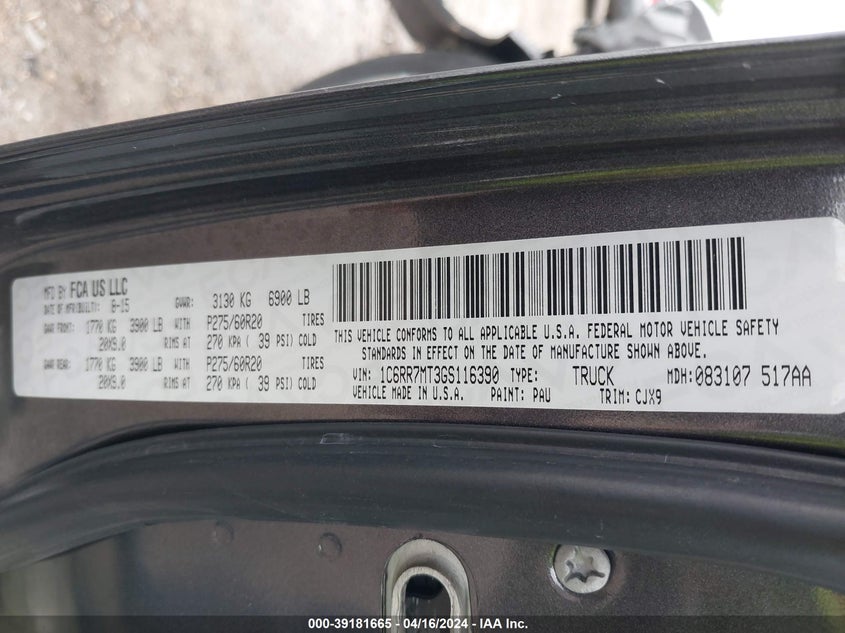 MFD BY FCA US LLC
DATE OF MFR(BUILT): 8-15 GVWR: 3130 KG 6900 LB
GAWR FRONT: 1770 KG 3900 LB WITH P275/60R20 TIRES
20X9.0 RIMS AT 270 KPA ( 39 PSI) COLD
GAWR REAR: 1770 KG 3900 LB WITH P275/60R20 TIRES
20X9.0 RIMS AT 270 KPA ( 39 PSI) COLD
THIS VEHICLE CONFORMS TO ALL APPLICABLE U.S.A. FEDERAL MOTOR VEHICLE SAFETY
STANDARDS IN EFFECT ON THE DATE OF MANUFACTURE SHOWN ABOVE.
VIN: 1C6RR7MT3GS116390 TYPE: TRUCK MDH:083107 517AA
VEHICLE MADE IN U.S.A. PAINT: PAU TRIM: CJX9
000-39181665 - 04/16/2024 - IAA Inc.